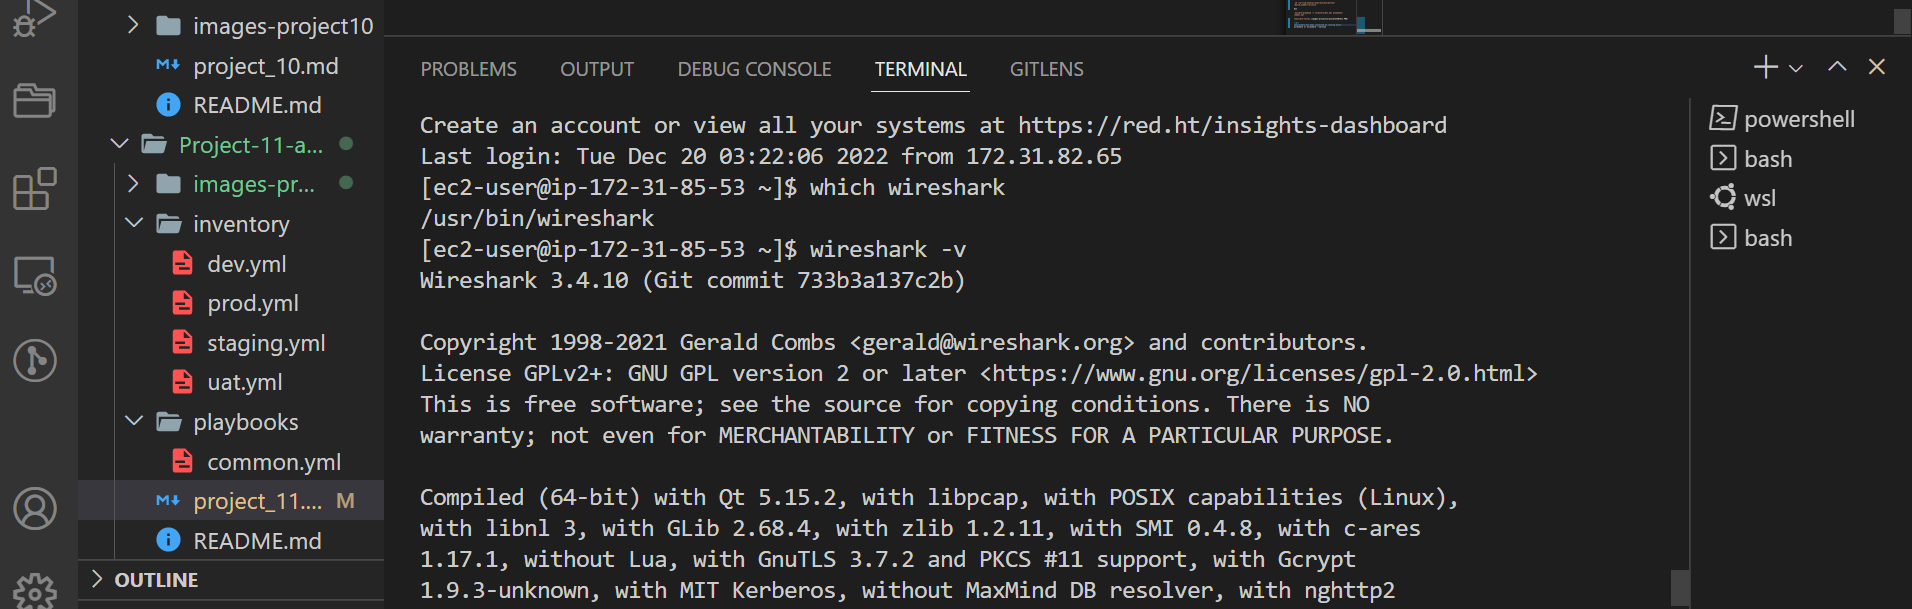 images-project10
project_10.md
README.md
Project-11-a...
images-pr...
inventory
dev.yml
prod.yml
staging.yml
uat.yml
playbooks
common.yml
project_11.... M
README.md
OUTLINE
PROBLEMS OUTPUT DEBUG CONSOLE TERMINAL GITLENS
Create an account or view all your systems at https://red.ht/insights-dashboard
Last login: Tue Dec 20 03:22:06 2022 from 172.31.82.65
[ec2-user@ip-172-31-85-53 ~]$ which wireshark
/usr/bin/wireshark
[ec2-user@ip-172-31-85-53 ~]$ wireshark -v
Wireshark 3.4.10 (Git commit 733b3a137c2b)
Copyright 1998-2021 Gerald Combs <gerald@wireshark.org> and contributors.
License GPLv2+: GNU GPL version 2 or later <https://www.gnu.org/licenses/gpl-2.0.html>
This is free software; see the source for copying conditions. There is NO
warranty; not even for MERCHANTABILITY or FITNESS FOR A PARTICULAR PURPOSE.
Compiled (64-bit) with Qt 5.15.2, with libpcap, with POSIX capabilities (Linux),
with libnl 3, with GLib 2.68.4, with zlib 1.2.11, with SMI 0.4.8, with c-ares
1.17.1, without Lua, with GnuTLS 3.7.2 and PKCS #11 support, with Gcrypt
1.9.3-unknown, with MIT Kerberos, without MaxMind DB resolver, with nghttp2
powershell
bash
wsl
bash